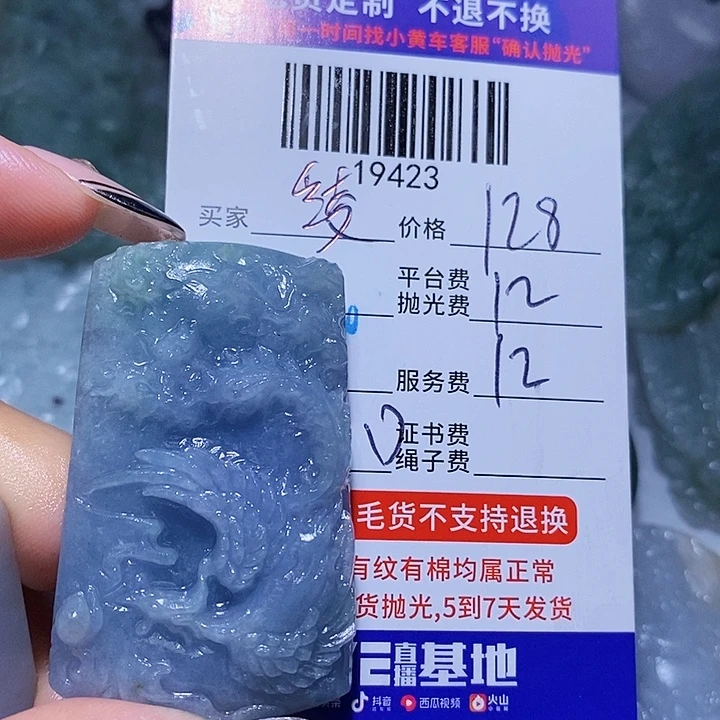 质定制 不退不换
一时间找小黄车客服“确认抛光”
19423
买家
价格 128
平台费
抛光费 12
服务费 12
证书费
绳子费
毛货不支持退换
有纹有棉均属正常
货抛光,5到7天发货
直播基地
抖音 西瓜视频 火山